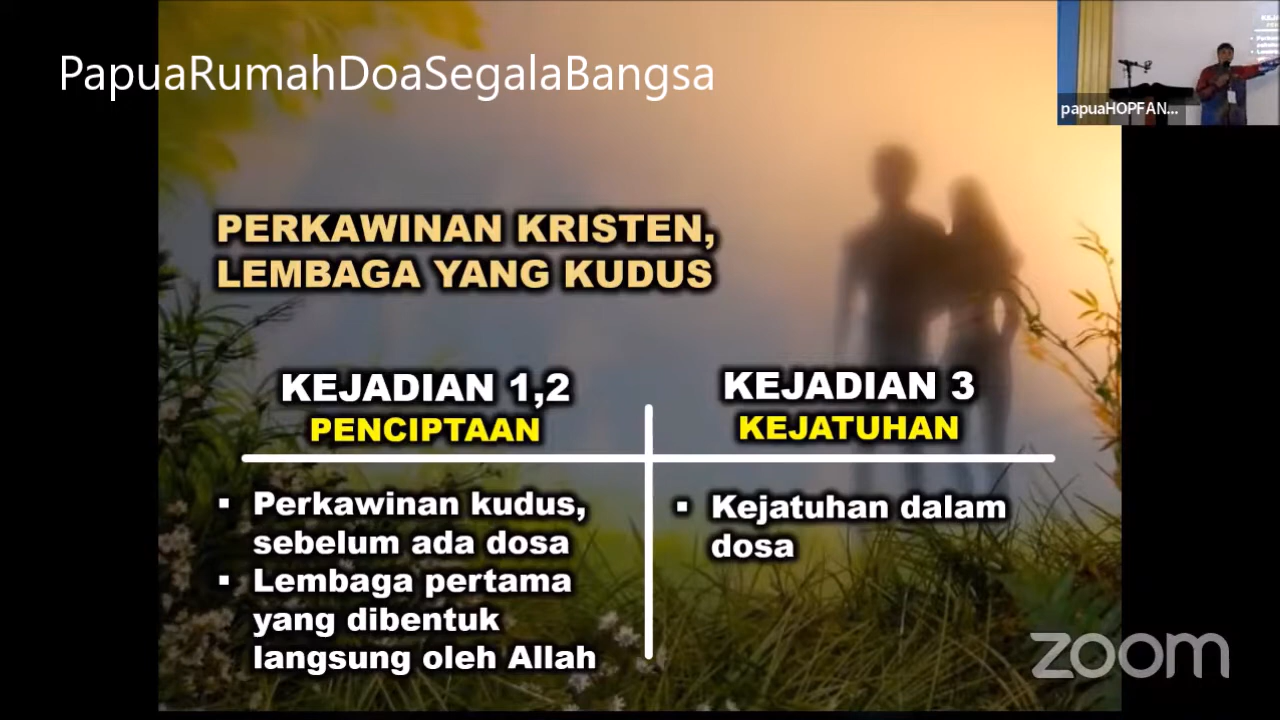 PapuaRumahDoaSegalaBangsa
papuaHOPFAN...
PERKAWINAN KRISTEN,
LEMBAGA YANG KUDUS
KEJADIAN 1,2
PENCIPTAAN
▪ Perkawinan kudus,
sebelum ada dosa
▪ Lembaga pertama
yang dibentuk
langsung oleh Allah
KEJADIAN 3
KEJATUHAN
▪ Kejatuhan dalam
dosa
zoom